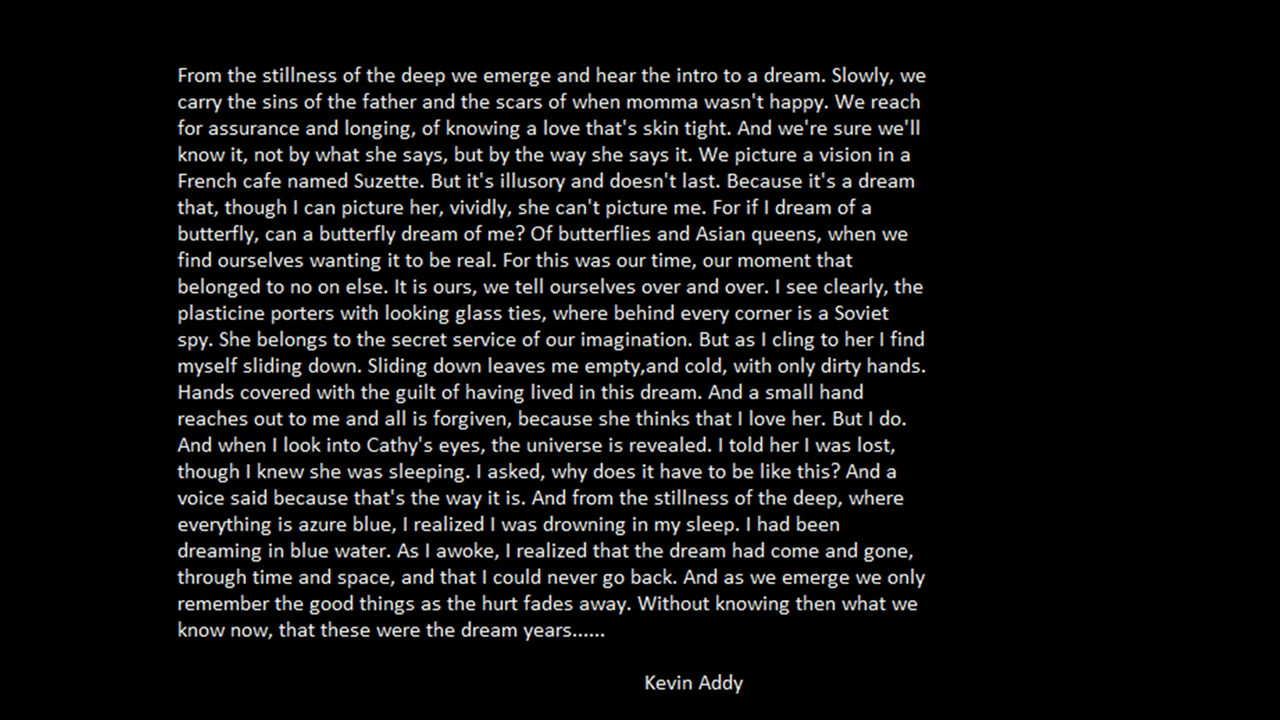 From the stillness of the deep we emerge and hear the intro to a dream. Slowly, we
carry the sins of the father and the scars of when momma wasn't happy. We reach
for assurance and longing, of knowing a love that's skin tight. And we're sure we'll
know it, not by what she says, but by the way she says it. We picture a vision in a
French cafe named Suzette. But it's illusory and doesn't last. Because it's a dream
that, though I can picture her, vividly, she can't picture me. For if I dream of a
butterfly, can a butterfly dream of me? Of butterflies and Asian queens, when we
find ourselves wanting it to be real. For this was our time, our moment that
belonged to no on else. It is ours, we tell ourselves over and over. I see clearly, the
plasticine porters with looking glass ties, where behind every corner is a Soviet
spy. She belongs to the secret service of our imagination. But as I cling to her I find
myself sliding down. Sliding down leaves me empty,and cold, with only dirty hands.
Hands covered with the guilt of having lived in this dream. And a small hand
reaches out to me and all is forgiven, because she thinks that I love her. But I do.
And when I look into Cathy's eyes, the universe is revealed. I told her I was lost,
though I knew she was sleeping. I asked, why does it have to be like this? And a
voice said because that's the way it is. And from the stillness of the deep, where
everything is azure blue, I realized I was drowning in my sleep. I had been
dreaming in blue water. As I awoke, I realized that the dream had come and gone,
through time and space, and that I could never go back. And as we emerge we only
remember the good things as the hurt fades away. Without knowing then what we
know now, that these were the dream years......
Kevin Addy